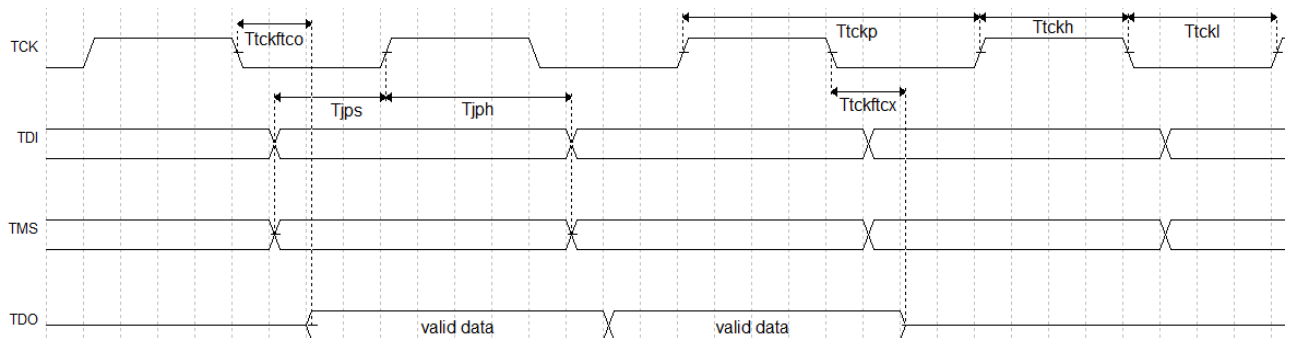 TCK
Ttckftco
Ttckp
Ttckh
Ttckl
Tjps
Tjph
Ttckftcx
TDI
TMS
TDO
valid data
valid data